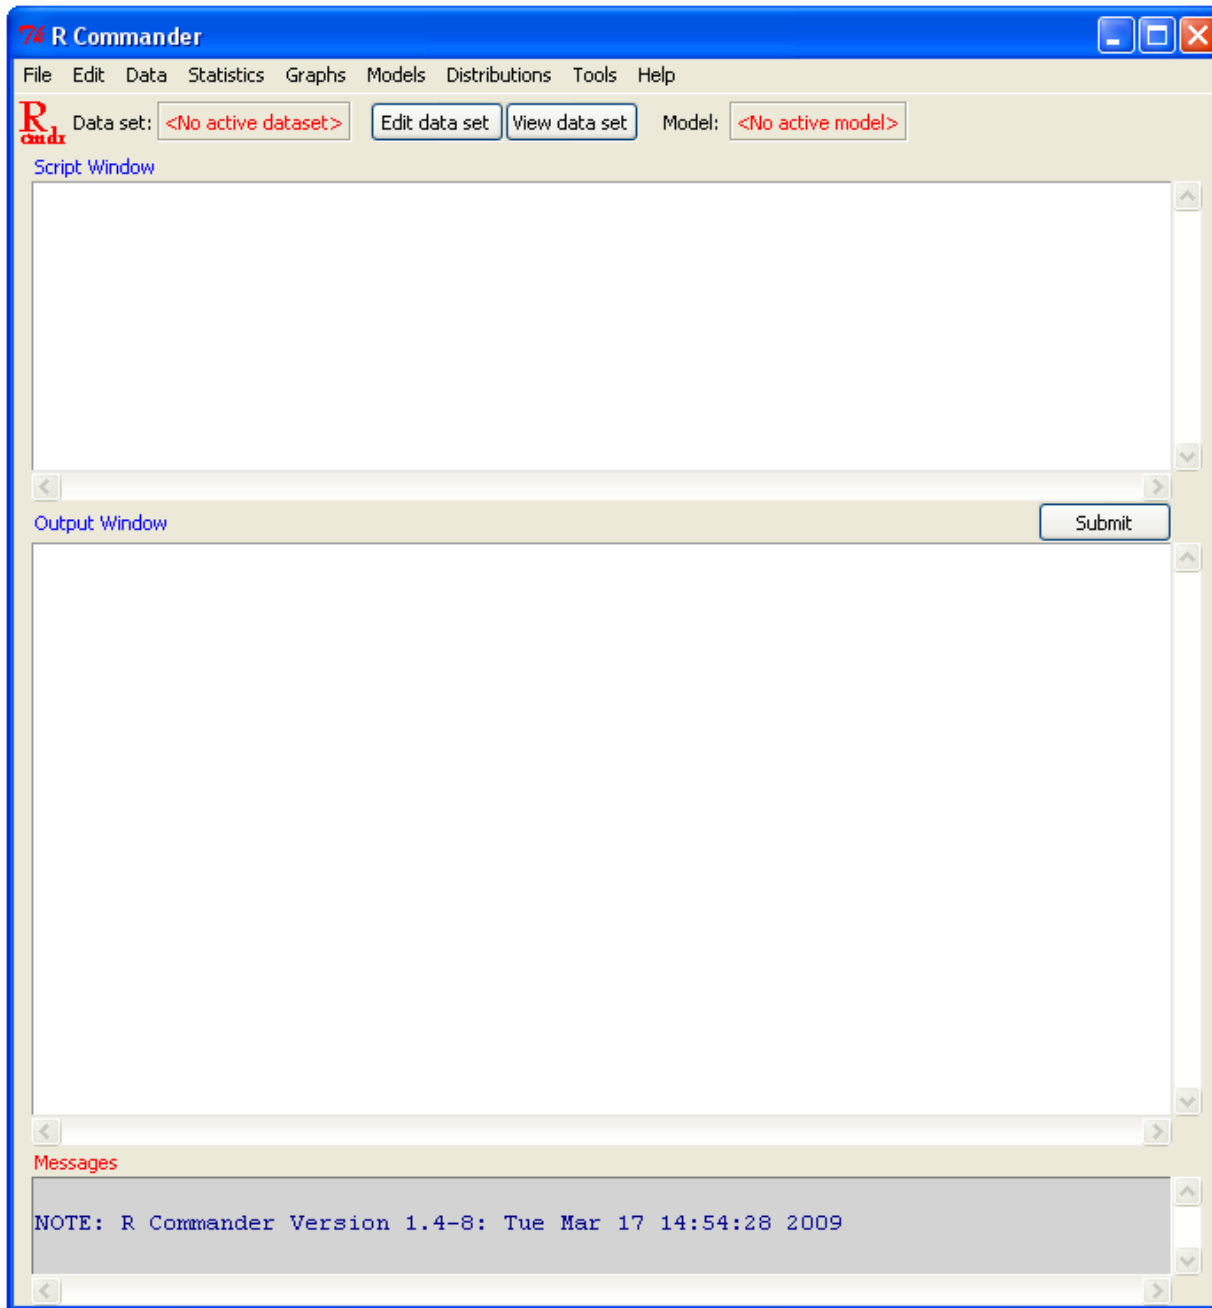 R Commander
File Edit Data Statistics Graphs Models Distributions Tools Help
R cmdr Data set: <No active dataset> Edit data set View data set Model: <No active model>
Script Window
Output Window Submit
Messages
NOTE: R Commander Version 1.4-8: Tue Mar 17 14:54:28 2009